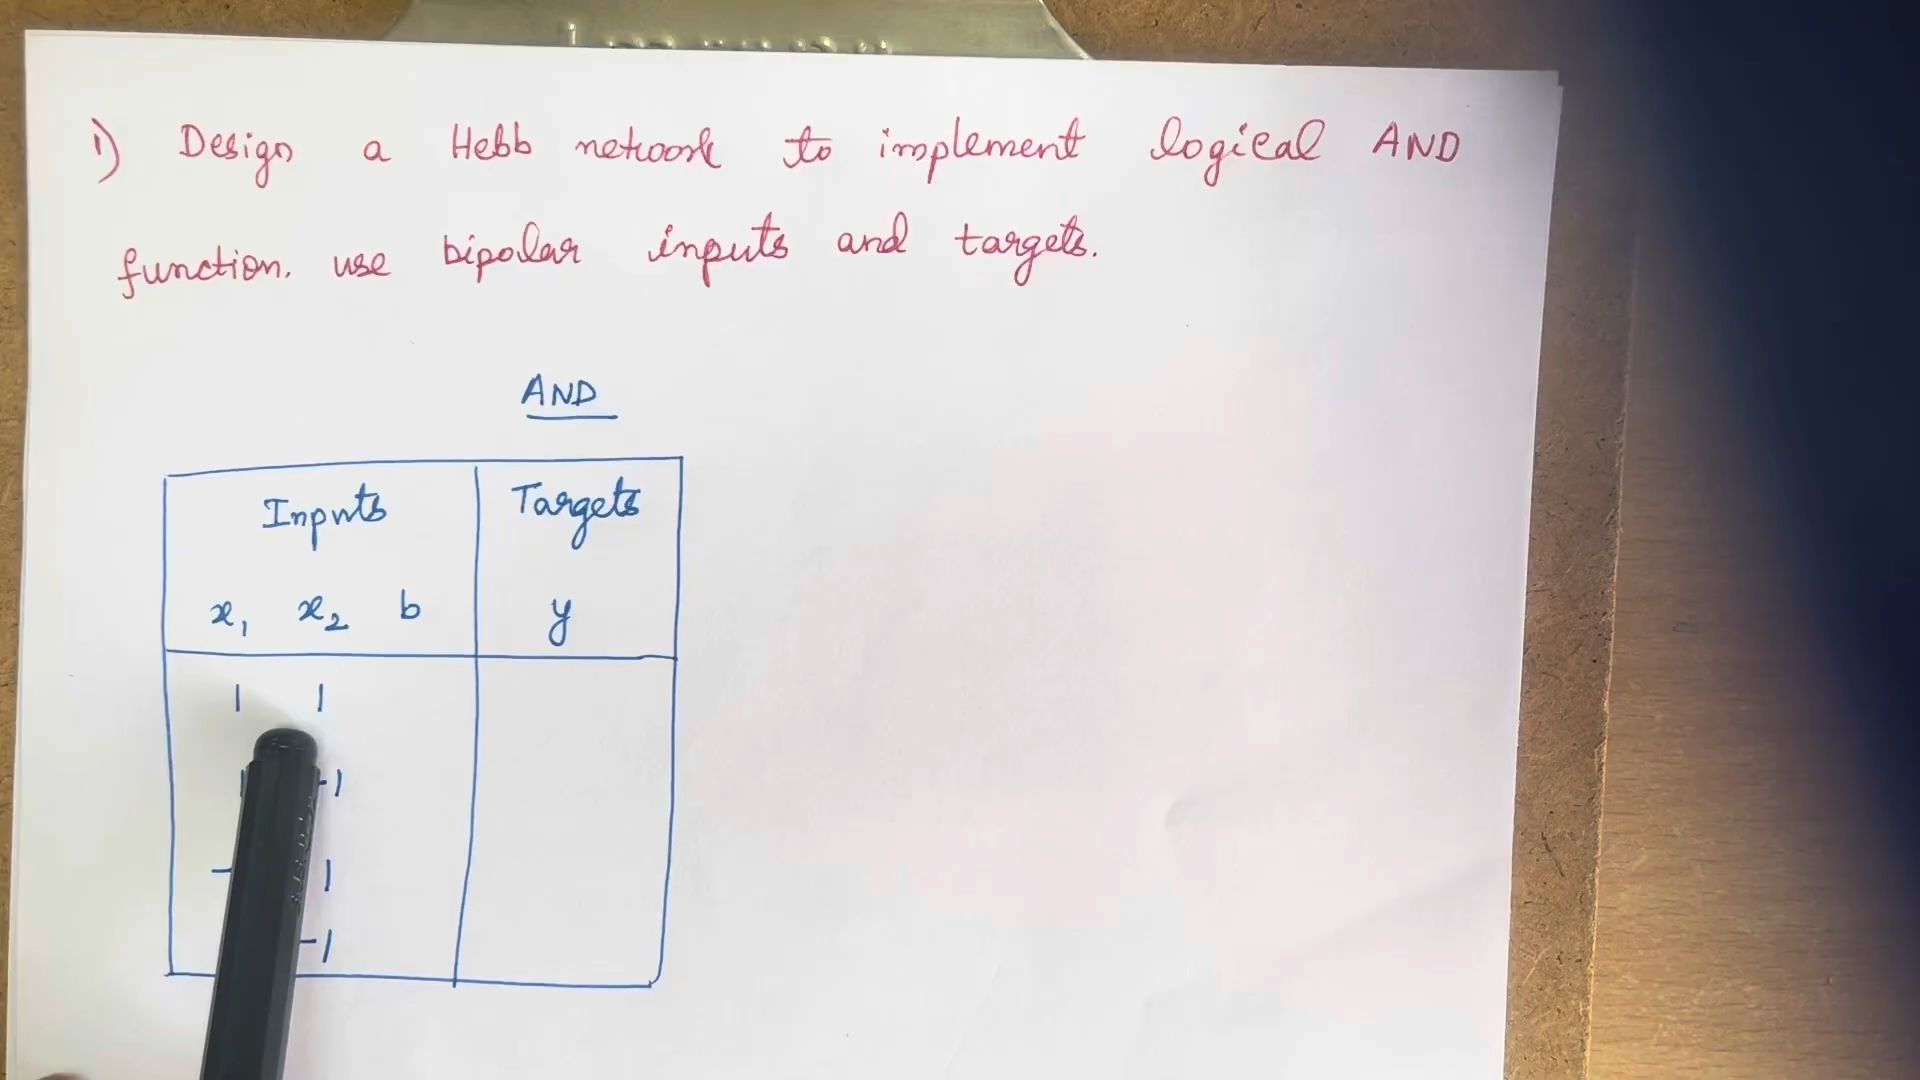 1) Design a Hebb network to implement logical AND
function. use bipolar inputs and targets.
AND
Inputs Targets
x₁ x₂ b y
1 1
1 -1
1
-1